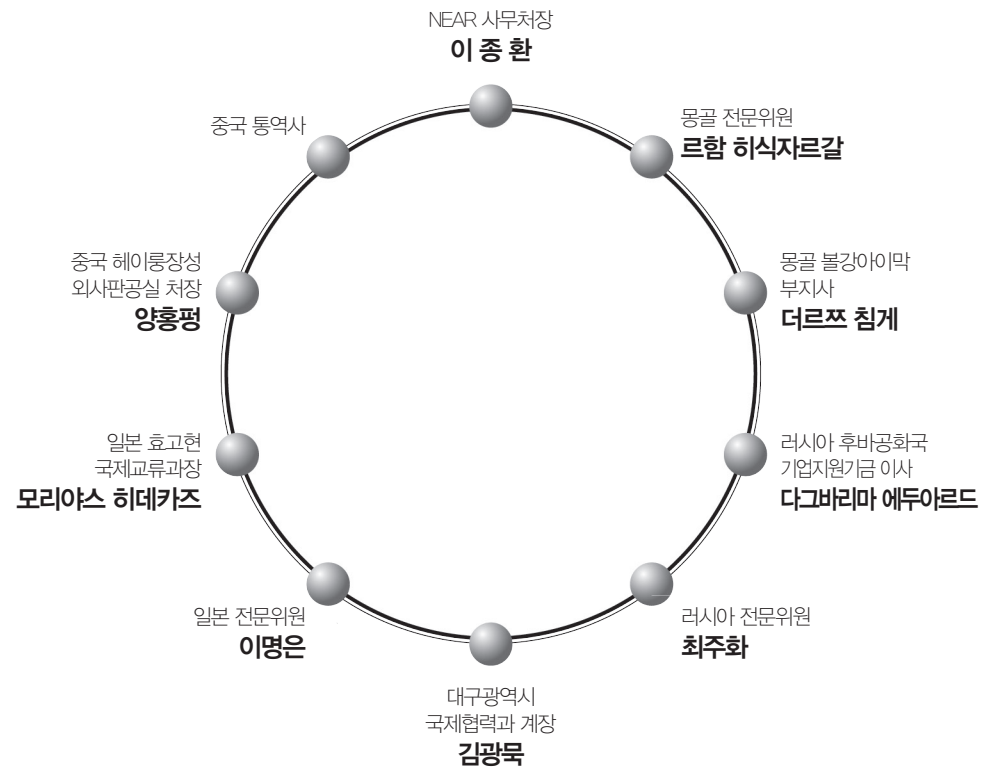 NEAR 사무처장
이 종 환
중국 통역사
몽골 전문위원
르함 히식자르갈
중국 헤이룽장성
외사판공실 처장
양홍펑
몽골 볼강아이막
부지사
더르쯔 침게
일본 효고현
국제교류과장
모리야스 히데카즈
러시아 후바공화국
기업지원기금 이사
다그바리마 에두아르드
일본 전문위원
이명은
러시아 전문위원
최주화
대구광역시
국제협력과 계장
김광묵